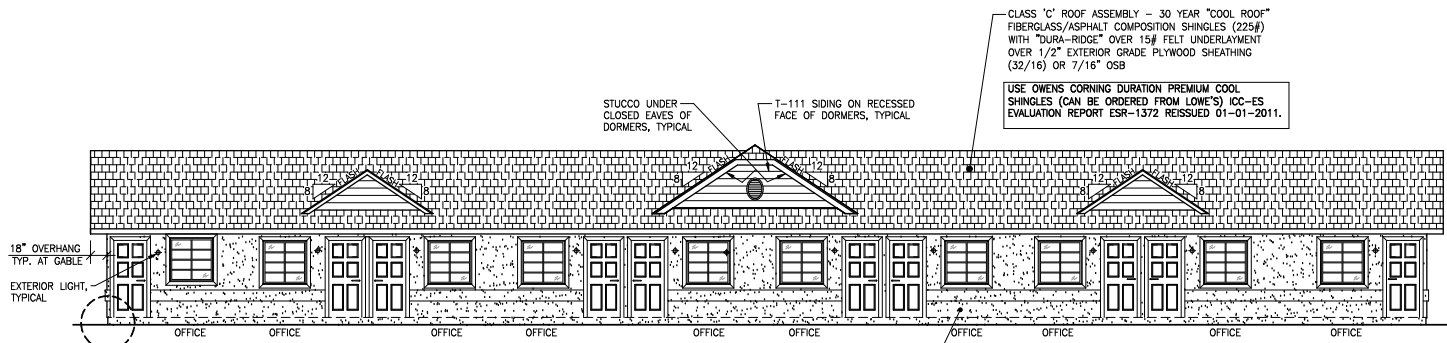 CLASS 'C' ROOF ASSEMBLY – 30 YEAR "COOL ROOF"
FIBERGLASS/ASPHALT COMPOSITION SHINGLES (225#)
WITH "DURA-RIDGE" OVER 15# FELT UNDERLAYMENT
OVER 1/2" EXTERIOR GRADE PLYWOOD SHEATHING
(32/16) OR 7/16" OSB
USE OWENS CORNING DURATION PREMIUM COOL
SHINGLES (CAN BE ORDERED FROM LOWE'S) ICC-ES
EVALUATION REPORT ESR-1372 REISSUED 01-01-2011.
STUCCO UNDER
CLOSED EAVES OF
DORMERS, TYPICAL
T-111 SIDING ON RECESSED
FACE OF DORMERS, TYPICAL
12 FLASH FLASH 12
8 8
12 FLASH FLASH 12
8 8
12 FLASH FLASH 12
8 8
18" OVERHANG
TYP. AT GABLE
EXTERIOR LIGHT,
TYPICAL
OFFICE OFFICE OFFICE OFFICE OFFICE OFFICE OFFICE OFFICE OFFICE OFFICE